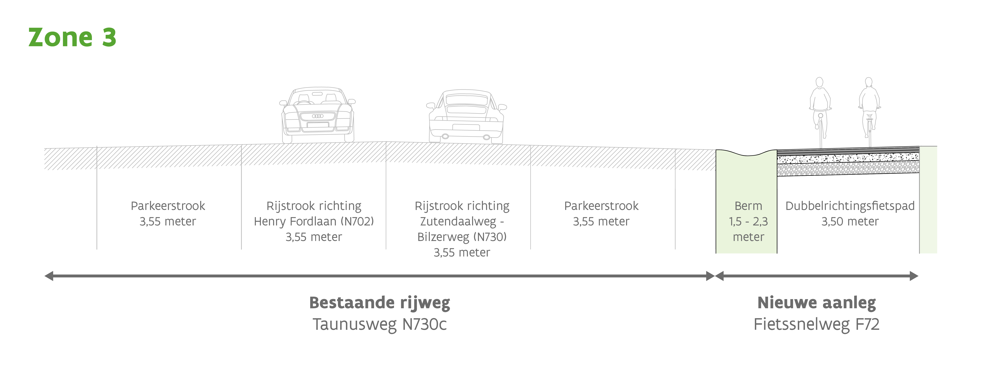 Zone 3
Parkeerstrook
3,55 meter
Rijstrook richting
Henry Fordlaan (N702)
3,55 meter
Rijstrook richting
Zutendaalweg -
Bilzerweg (N730)
3,55 meter
Parkeerstrook
3,55 meter
Berm
1,5 - 2,3
meter
Dubbelrichtingsfietspad
3,50 meter
Bestaande rijweg
Taunusweg N730c
Nieuwe aanleg
Fietssnelweg F72